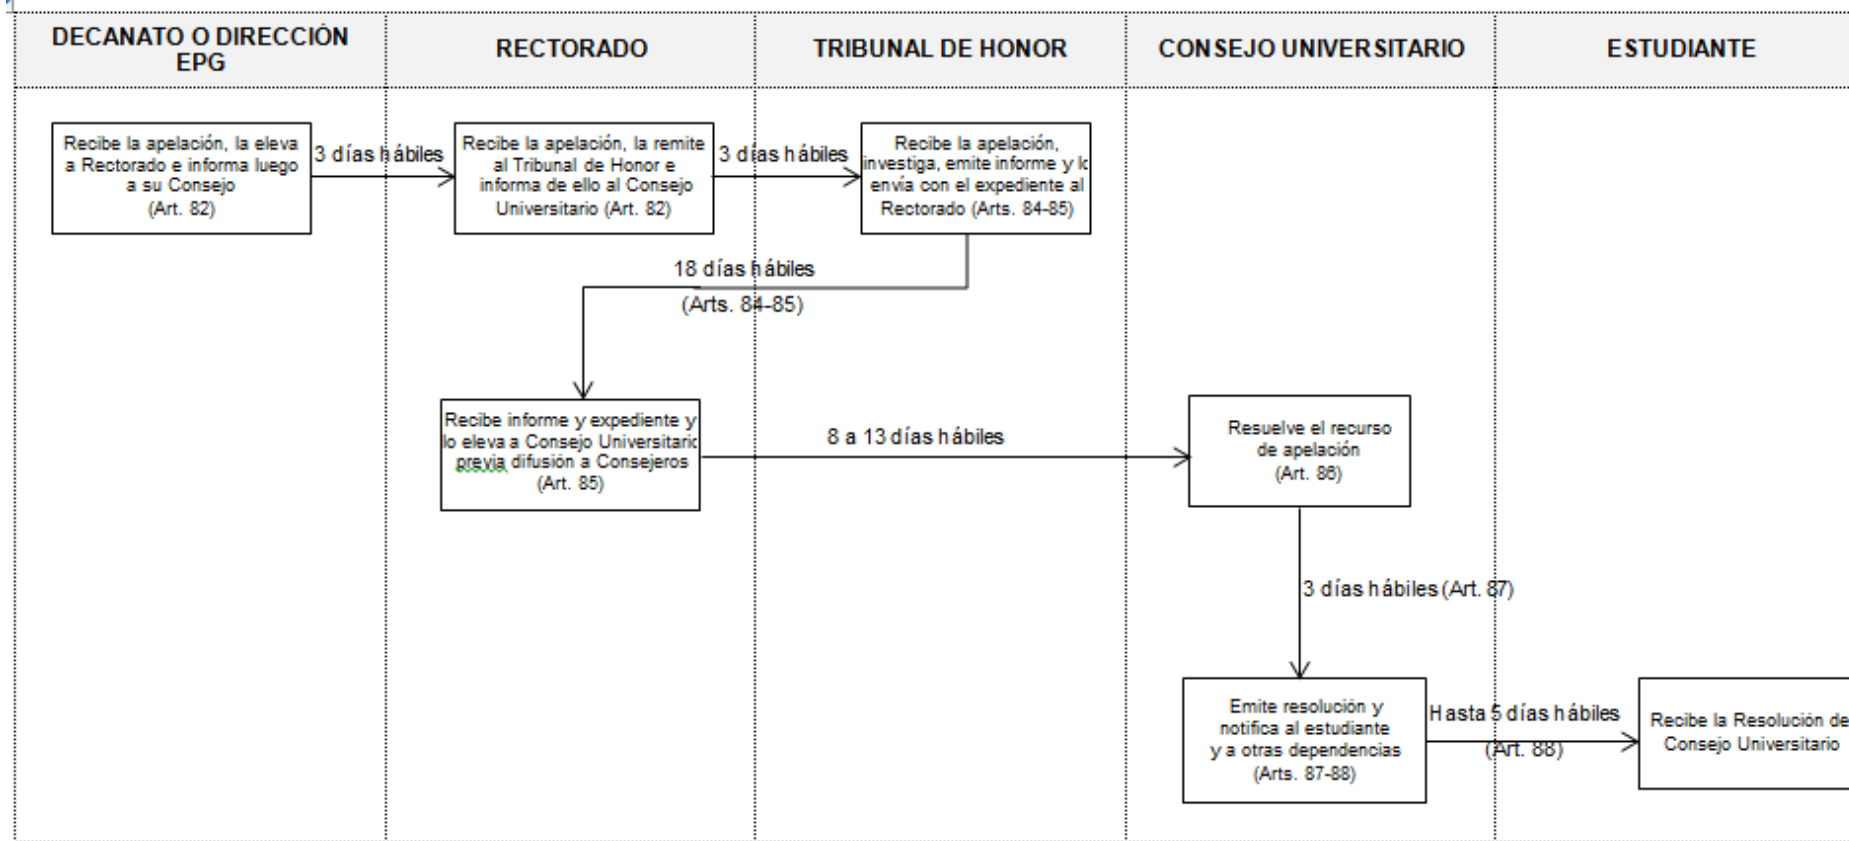 DECANATO O DIRECCIÓN
EPG
RECTORADO
TRIBUNAL DE HONOR
CONSEJO UNIVERSITARIO
ESTUDIANTE
Recibe la apelación, la eleva
a Rectorado e informa luego
a su Consejo
(Art. 82)
3 días hábiles
Recibe la apelación, la remite
al Tribunal de Honor e
informa de ello al Consejo
Universitario (Art. 82)
3 días hábiles
Recibe la apelación,
investiga, emite informe y lo
envía con el expediente al
Rectorado (Arts. 84-85)
18 días hábiles
(Arts. 84-85)
Recibe informe y expediente y
lo eleva a Consejo Universitario
previa difusión a Consejeros
(Art. 85)
8 a 13 días hábiles
Resuelve el recurso
de apelación
(Art. 86)
3 días hábiles (Art. 87)
Emite resolución y
notifica al estudiante
y a otras dependencias
(Arts. 87-88)
Hasta 5 días hábiles
(Art. 88)
Recibe la Resolución de
Consejo Universitario